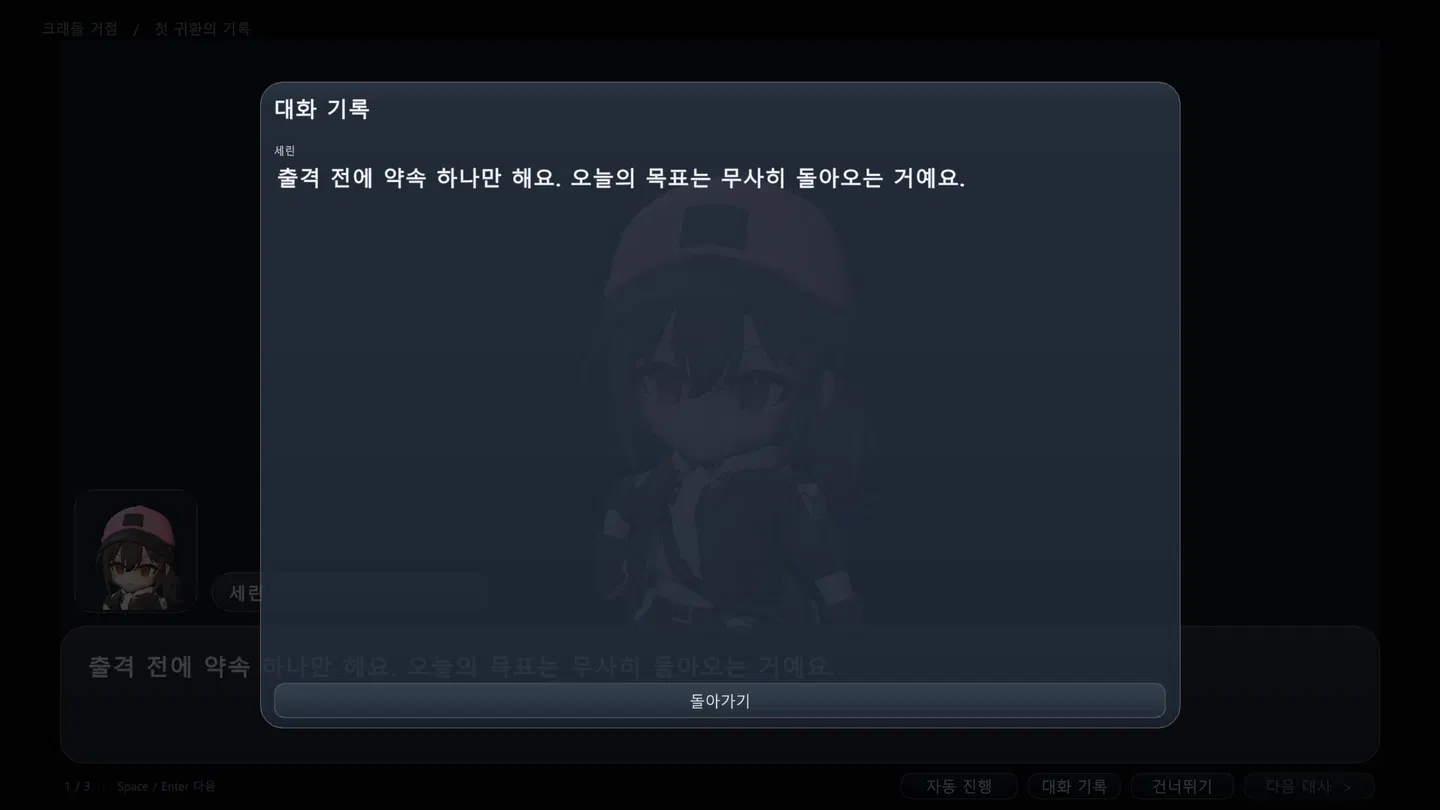 크래들 거점 / 첫 귀환의 기록
대화 기록
세린
출격 전에 약속 하나만 해요. 오늘의 목표는 무사히 돌아오는 거예요.
세린
출격 전에 약속 하나만 해요. 오늘의 목표는 무사히 돌아오는 거예요.
돌아가기
1 / 3 · Space / Enter 다음
자동 진행 대화 기록 건너뛰기 다음 대사 >